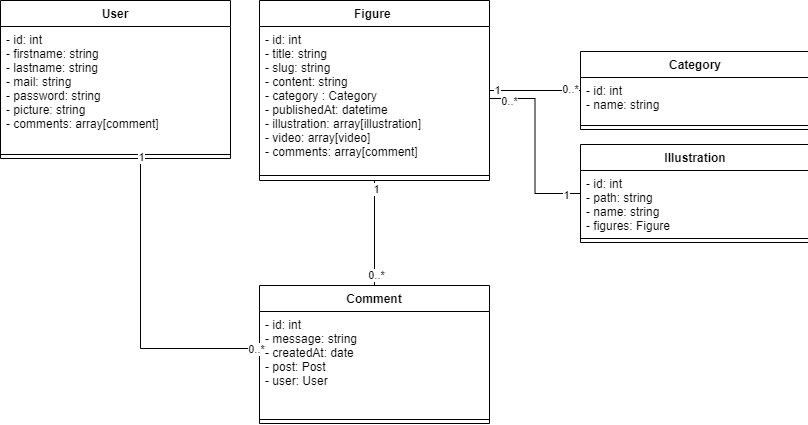 User
- id: int
- firstname: string
- lastname: string
- mail: string
- password: string
- picture: string
- comments: array[comment]
1
Figure
- id: int
- title: string
- slug: string
- content: string
- category : Category
- publishedAt: datetime
- illustration: array[illustration]
- video: array[video]
- comments: array[comment]
1
0..*
1
0..*
Category
- id: int
- name: string
Illustration
- id: int
- path: string
- name: string
- figures: Figure
1
0..*
Comment
- id: int
- message: string
- createdAt: date
- post: Post
- user: User
0..*